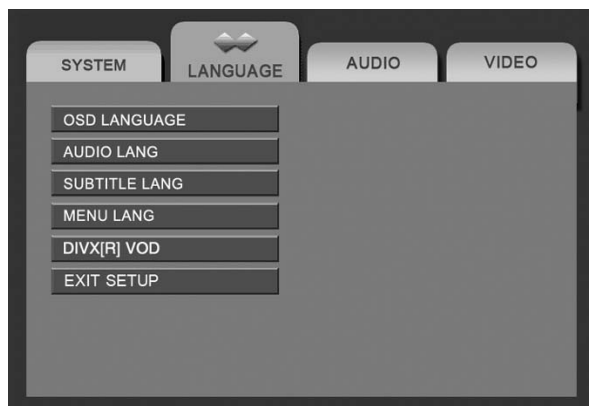 SYSTEM LANGUAGE AUDIO VIDEO
OSD LANGUAGE
AUDIO LANG
SUBTITLE LANG
MENU LANG
DIVX[R] VOD
EXIT SETUP